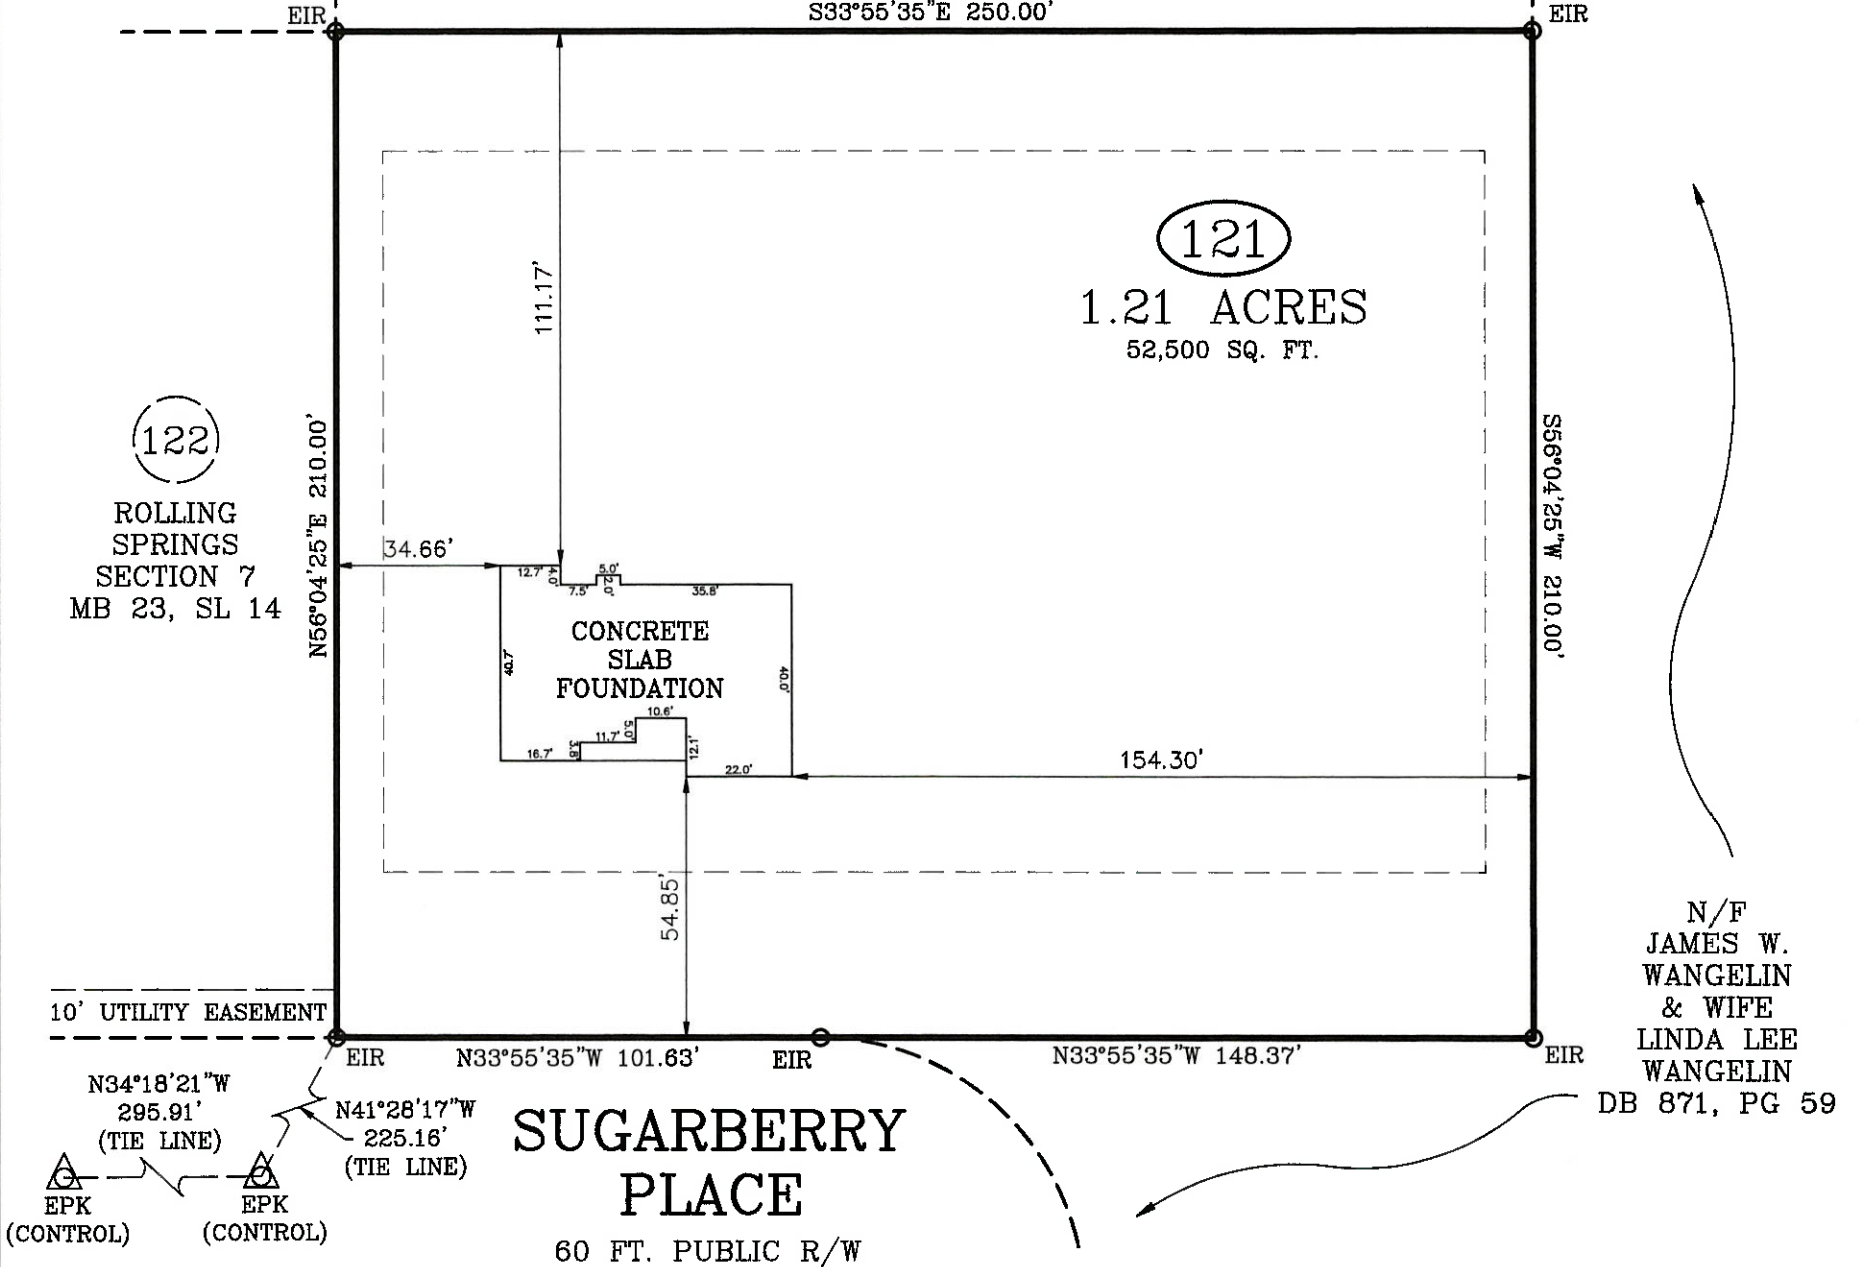 EIR
S33°55'35"E 250.00'
EIR
121
1.21 ACRES
52,500 SQ. FT.
111.17'
122
ROLLING
SPRINGS
SECTION 7
MB 23, SL 14
N56°04'25"E 210.00'
S56°04'25"W 210.00'
34.66'
12.7'
4.0'
7.5'
5.0'
2.0'
35.8'
CONCRETE
SLAB
FOUNDATION
40.7'
40.0'
10.6'
5.0'
11.7'
3.8'
16.7'
12.1'
22.0'
154.30'
54.85'
N/F
JAMES W.
WANGELIN
& WIFE
LINDA LEE
WANGELIN
DB 871, PG 59
10' UTILITY EASEMENT
EIR
N33°55'35"W 101.63'
EIR
N33°55'35"W 148.37'
EIR
N34°18'21"W
295.91'
(TIE LINE)
N41°28'17"W
225.16'
(TIE LINE)
EPK
(CONTROL)
EPK
(CONTROL)
SUGARBERRY
PLACE
60 FT. PUBLIC R/W